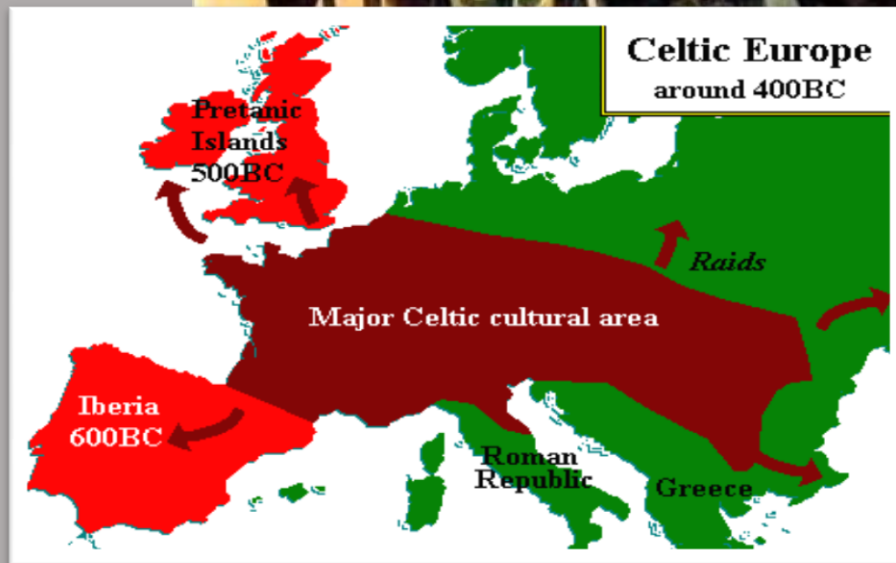 Celtic Europe
around 400BC
Pretanic
Islands
500BC
Raids
Major Celtic cultural area
Iberia
600BC
Roman
Republic
Greece